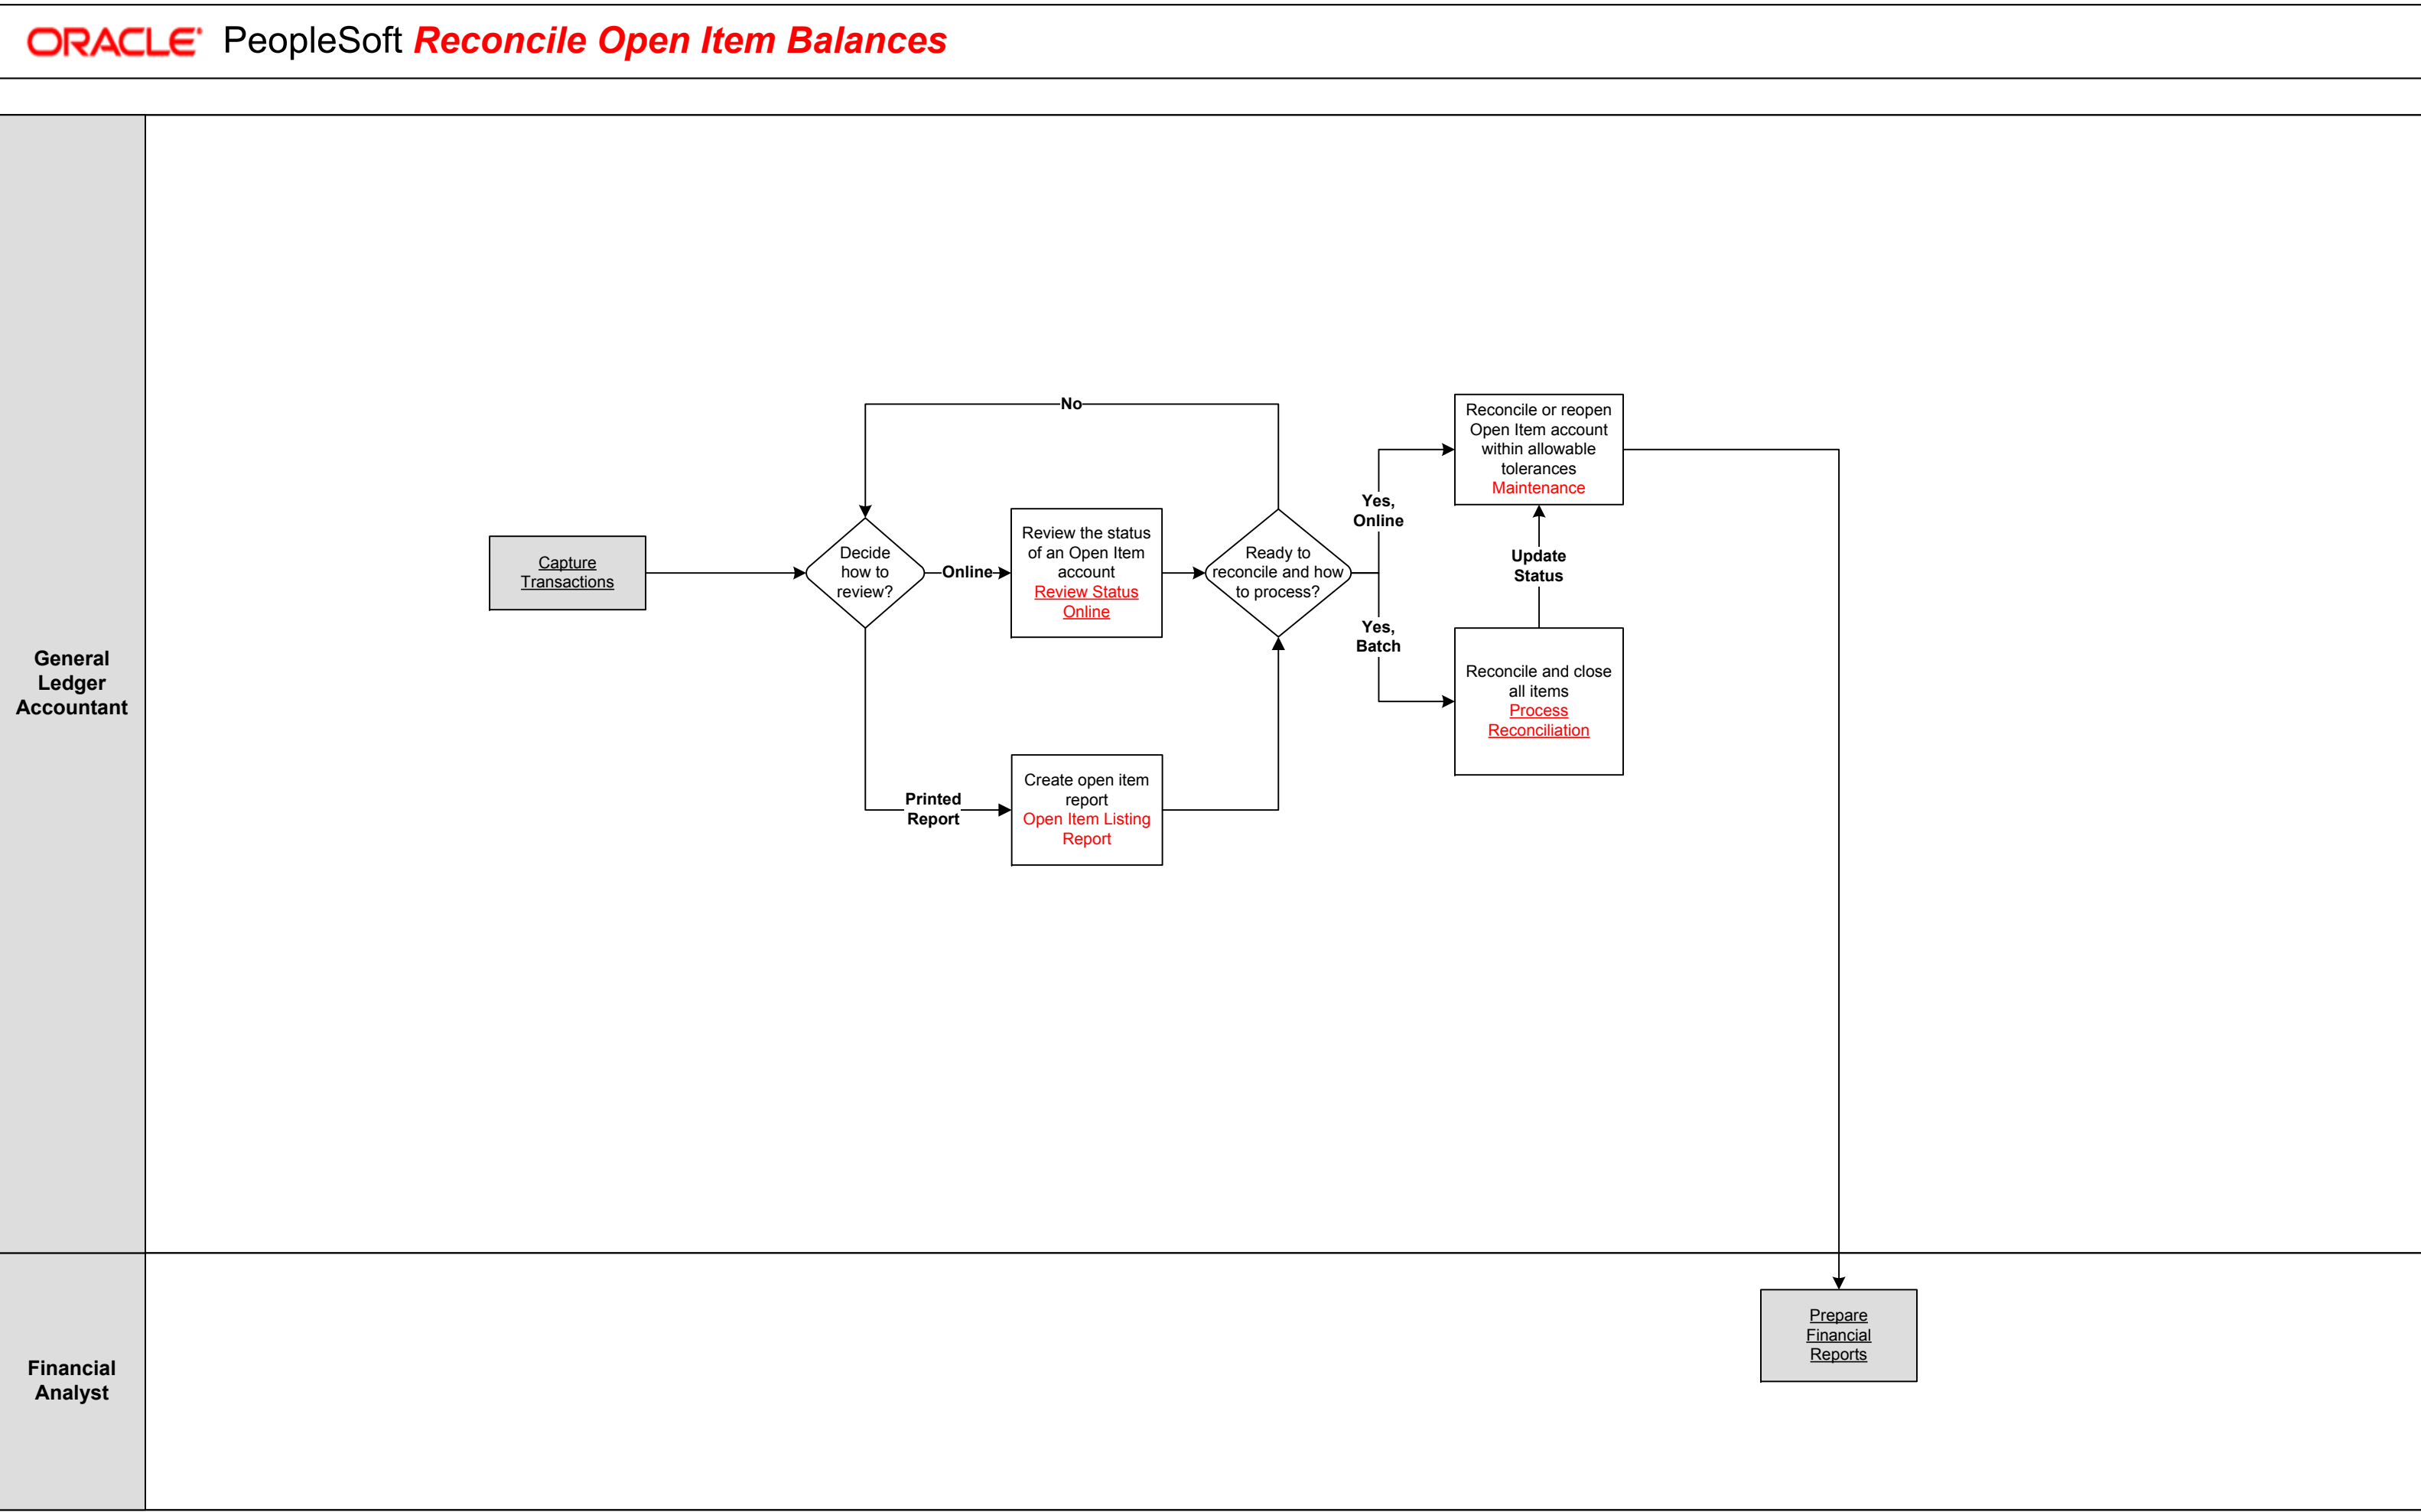 ORACLE® PeopleSoft Reconcile Open Item Balances
General
Ledger
Accountant
Capture
Transactions
No
Decide
how to
review?
Online
Review the status
of an Open Item
account
Review Status
Online
Printed
Report
Create open item
report
Open Item Listing
Report
Ready to
reconcile and how
to process?
Yes,
Online
Yes,
Batch
Reconcile or reopen
Open Item account
within allowable
tolerances
Maintenance
Update
Status
Reconcile and close
all items
Process
Reconciliation
Financial
Analyst
Prepare
Financial
Reports